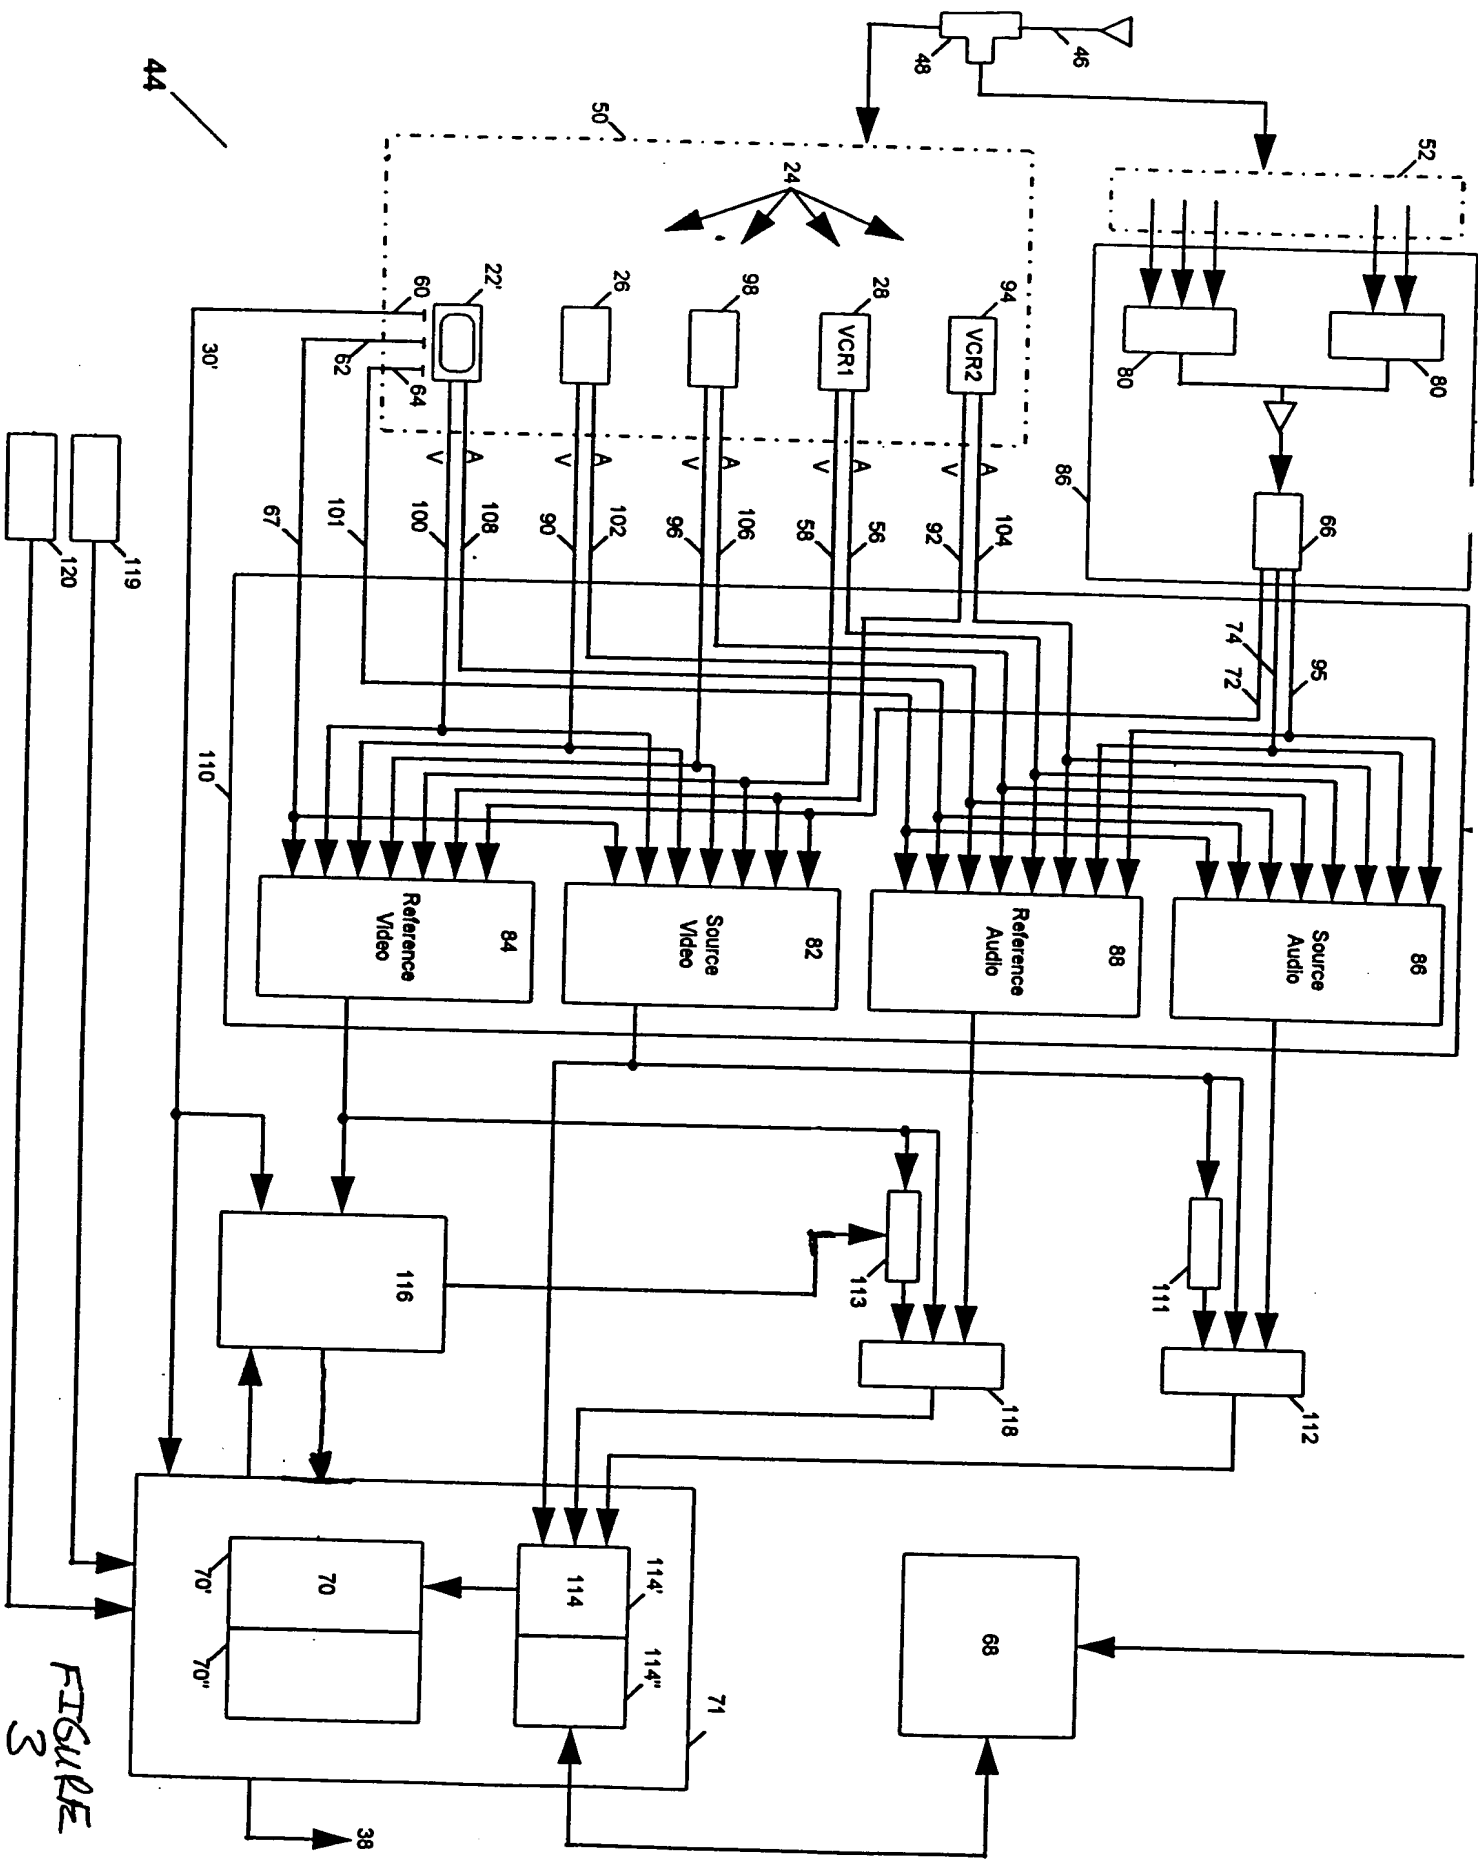 44
46
48
50
52
24
22'
26
98
28
94
VCR1
VCR2
60
62
64
30'
80
80
86
66
V
A
V
A
V
A
V
A
V
A
67
101
100
108
90
102
96
106
58
56
92
104
74
72
95
119
120
110
84
Reference
Video
82
Source
Video
88
Reference
Audio
86
Source
Audio
116
113
111
118
112
70
70'
70"
114
114'
114"
71
68
38
FIGURE
3